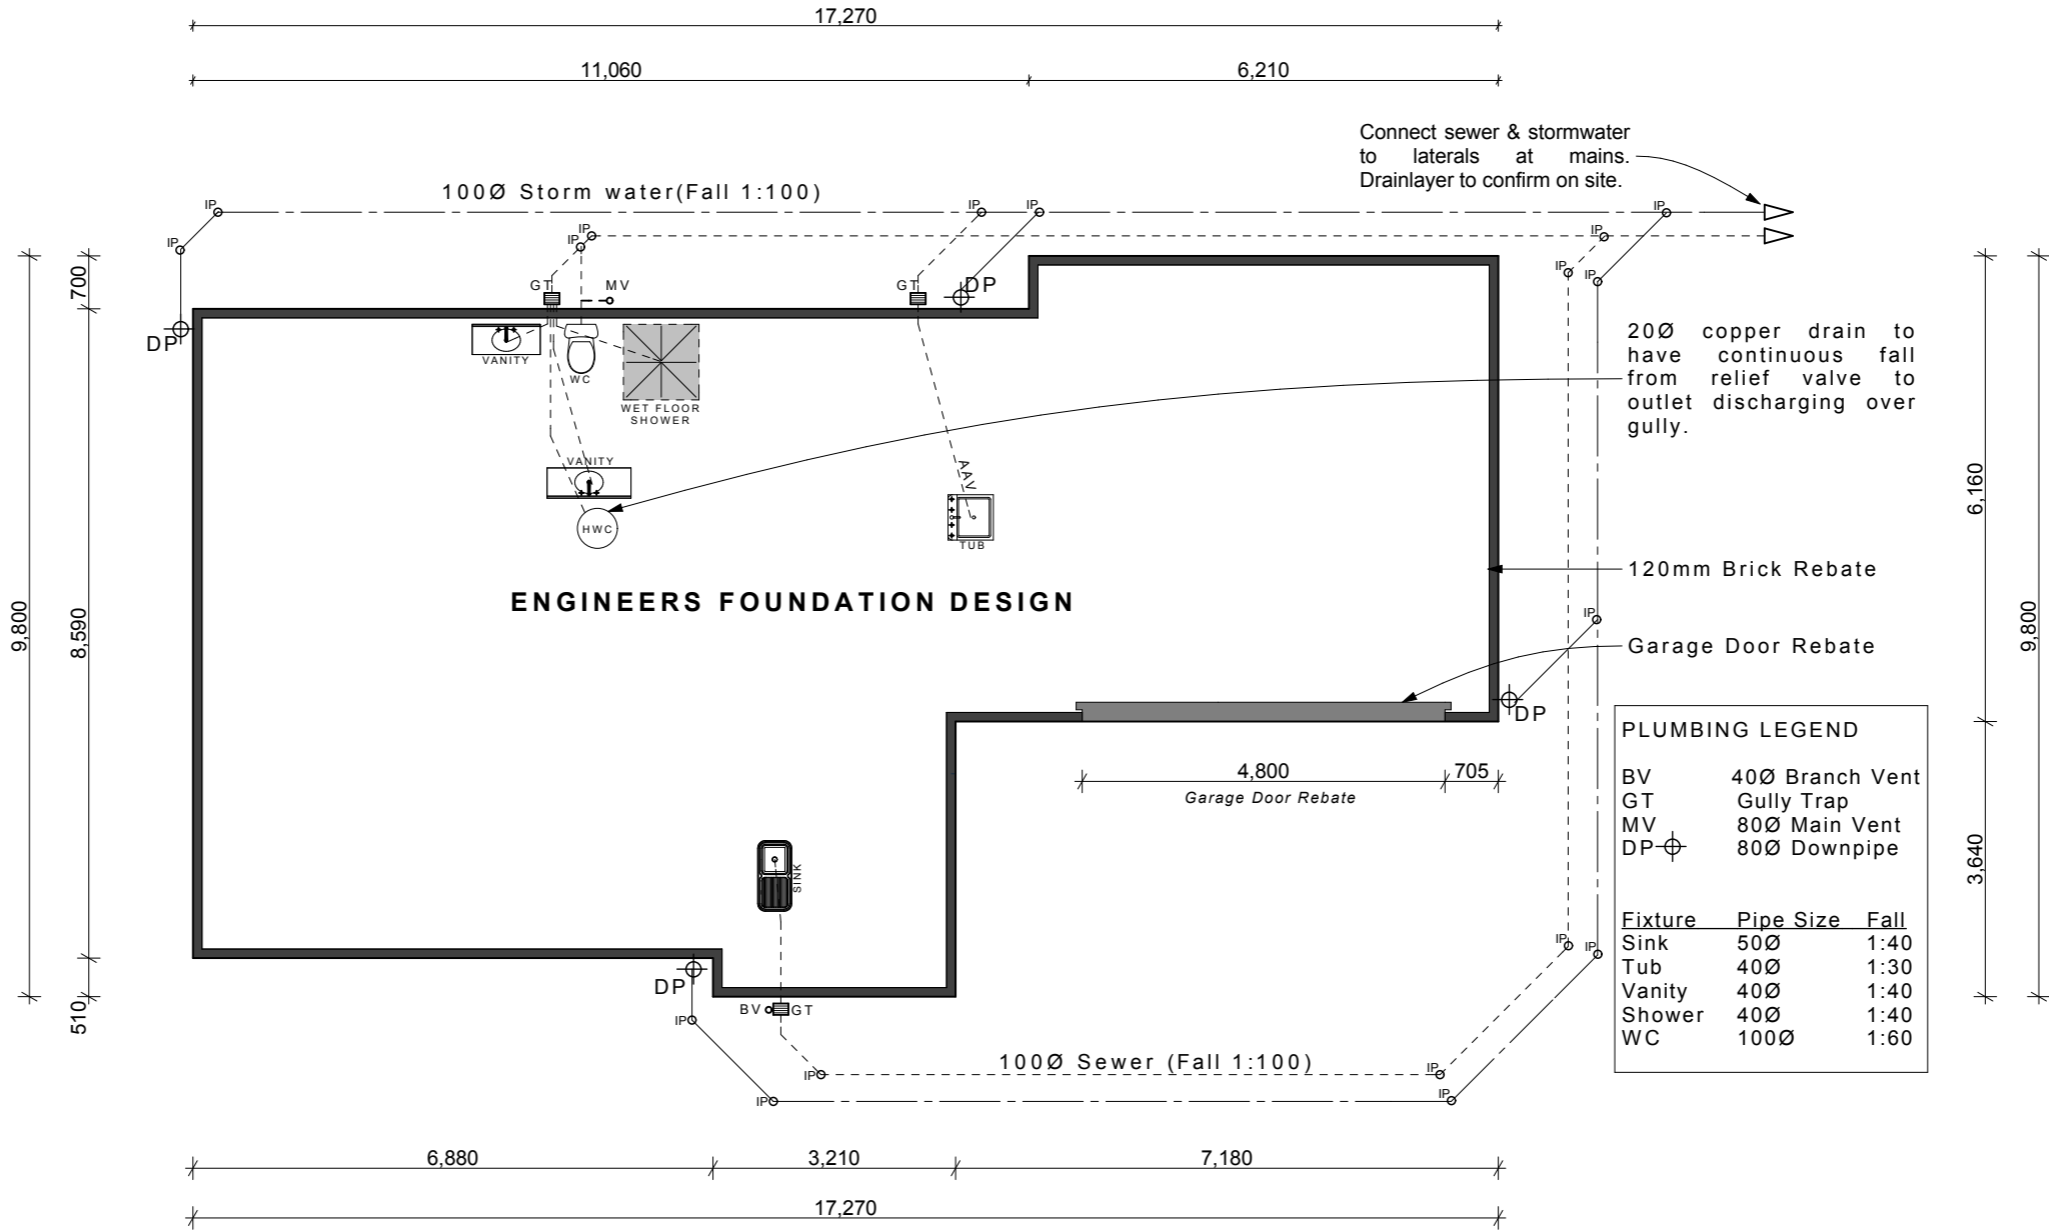 17,270
11,060
6,210
Connect sewer & stormwater
to laterals at mains.
Drainlayer to confirm on site.
100Ø Storm water(Fall 1:100)
IP
IP
IP
IP
IP
IP
IP
IP
IP
IP
GT
MV
GT
DP
DP
700
VANITY
WC
WET FLOOR
SHOWER
20Ø copper drain to
have continuous fall
from relief valve to
outlet discharging over
gully.
VANITY
HWC
AAV
TUB
6,160
120mm Brick Rebate
ENGINEERS FOUNDATION DESIGN
9,800
8,590
9,800
IP
Garage Door Rebate
DP
4,800
705
Garage Door Rebate
PLUMBING LEGEND
BV 40Ø Branch Vent
GT Gully Trap
MV 80Ø Main Vent
DP 80Ø Downpipe
3,640
SINK
Fixture Pipe Size Fall
Sink 50Ø 1:40
Tub 40Ø 1:30
Vanity 40Ø 1:40
Shower 40Ø 1:40
WC 100Ø 1:60
IP
IP
DP
510
BV
GT
IP
100Ø Sewer (Fall 1:100)
IP
IP
IP
IP
6,880
3,210
7,180
17,270